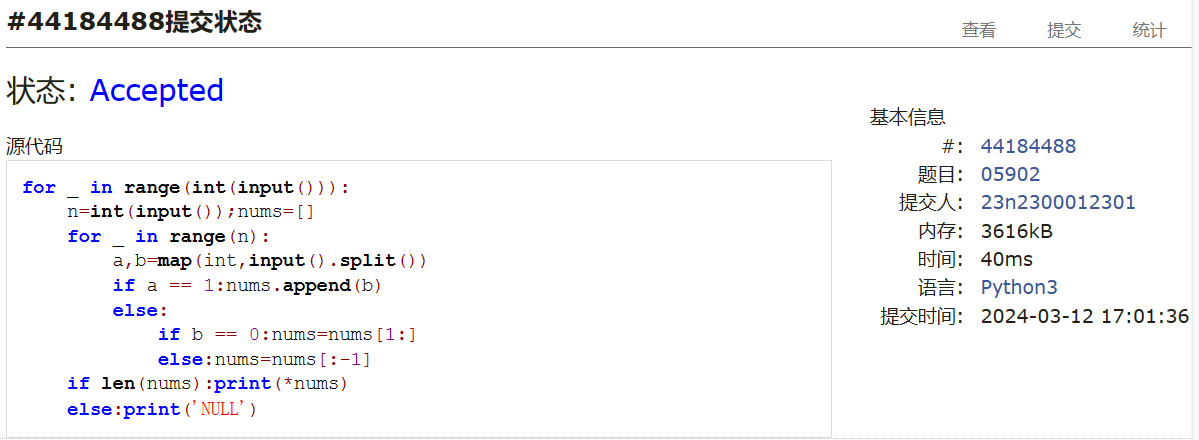 #44184488提交状态
查看 提交 统计
状态: Accepted
源代码
for _ in range(int(input())):
    n=int(input());nums=[]
    for _ in range(n):
        a,b=map(int,input().split())
        if a == 1:nums.append(b)
        else:
            if b == 0:nums=nums[1:]
            else:nums=nums[:-1]
    if len(nums):print(*nums)
    else:print('NULL')
基本信息
#: 44184488
题目: 05902
提交人: 23n2300012301
内存: 3616kB
时间: 40ms
语言: Python3
提交时间: 2024-03-12 17:01:36